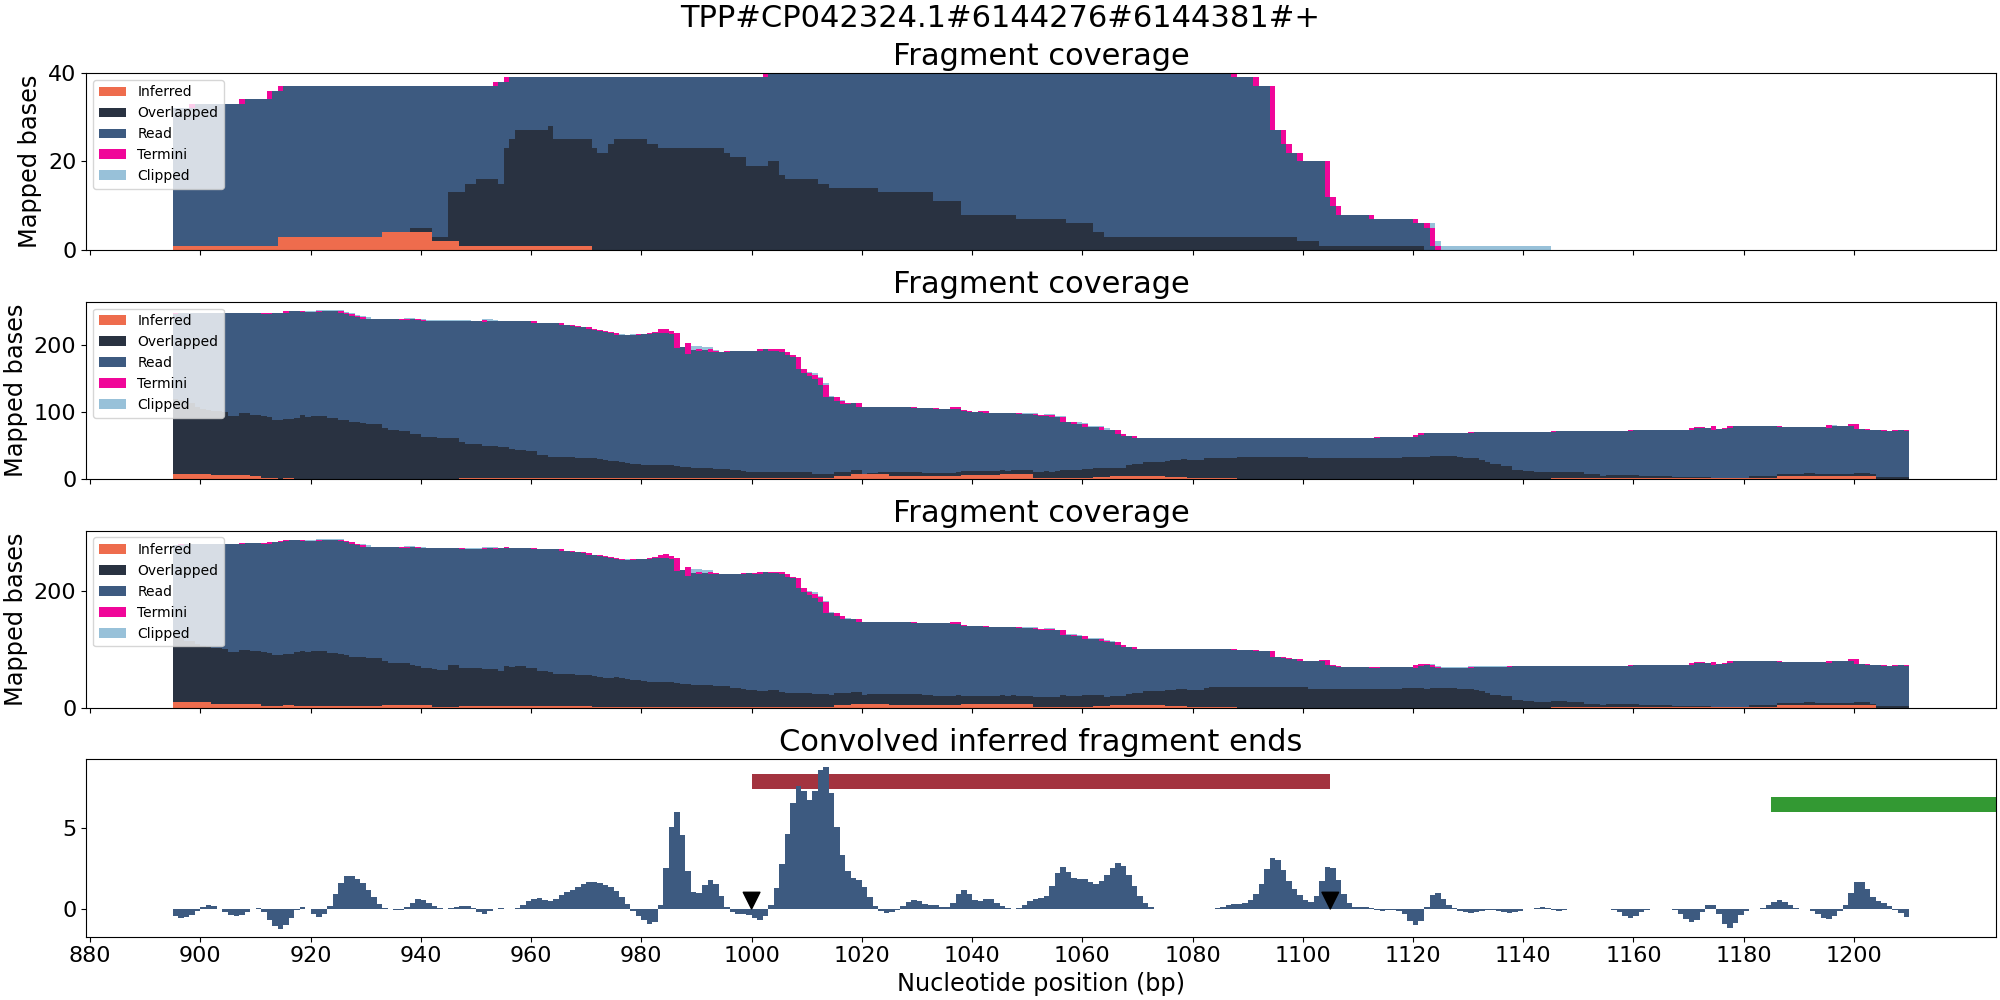 TPP#CP042324.1#6144276#6144381#+
Fragment coverage
Mapped bases
40
20
0
Inferred
Overlapped
Read
Termini
Clipped
Fragment coverage
Mapped bases
200
100
0
Inferred
Overlapped
Read
Termini
Clipped
Fragment coverage
Mapped bases
200
100
0
Inferred
Overlapped
Read
Termini
Clipped
Convolved inferred fragment ends
5
0
880 900 920 940 960 980 1000 1020 1040 1060 1080 1100 1120 1140 1160 1180 1200
Nucleotide position (bp)